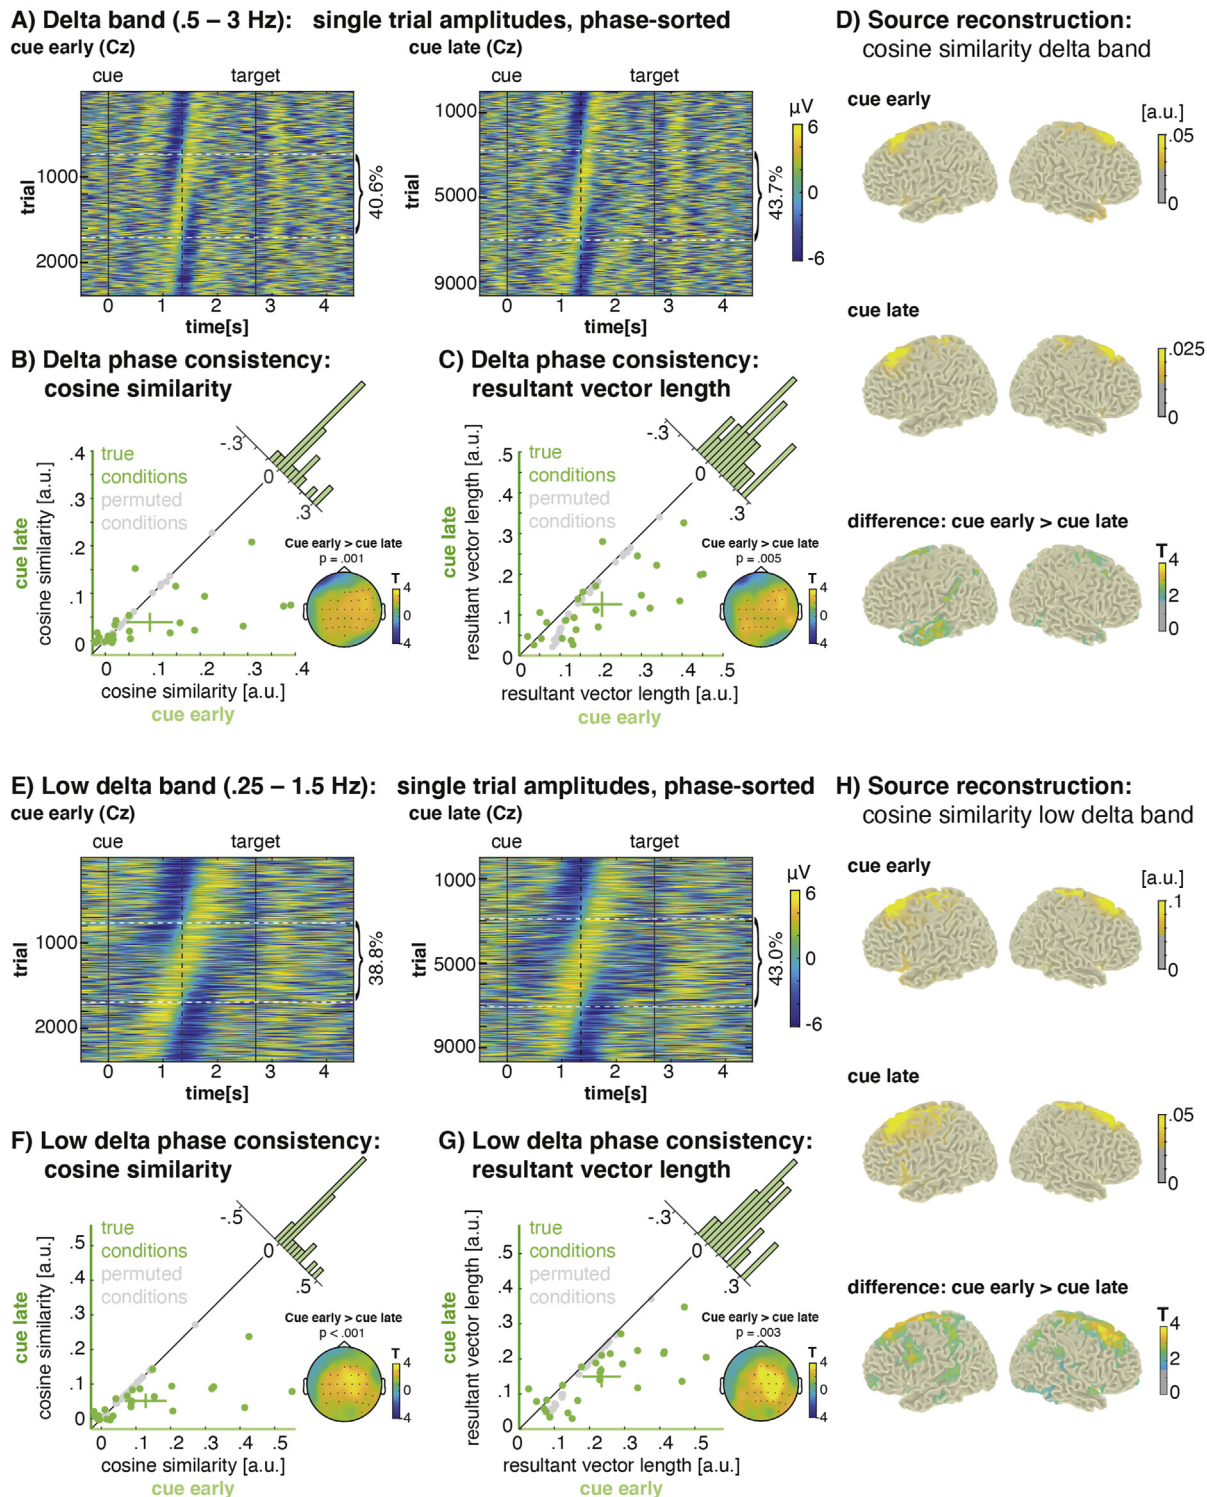 A) Delta band (.5 – 3 Hz): single trial amplitudes, phase-sorted
cue early (Cz)
cue target
trial
1000
2000
40.6%
0 1 2 3 4
time[s]
cue late (Cz)
cue target
trial
1000
5000
9000
43.7%
0 1 2 3 4
time[s]
µV
6
0
-6
B) Delta phase consistency:
cosine similarity
cue late
cosine similarity [a.u.]
.4
.3
.2
.1
0
true
conditions
permuted
conditions
-.3
0
.3
Cue early > cue late
p = .001
T
4
0
4
0 .1 .2 .3 .4
cosine similarity [a.u.]
cue early
C) Delta phase consistency:
resultant vector length
cue late
resultant vector length [a.u.]
.5
.4
.3
.2
.1
0
true
conditions
permuted
conditions
-.3
0
.3
Cue early > cue late
p = .005
T
4
0
4
0 .1 .2 .3 .4 .5
resultant vector length [a.u.]
cue early
D) Source reconstruction:
cosine similarity delta band
cue early
[a.u.]
.05
0
cue late
.025
0
difference: cue early > cue late
T
4
2
0
E) Low delta band (.25 – 1.5 Hz): single trial amplitudes, phase-sorted
cue early (Cz)
cue target
trial
1000
2000
38.8%
0 1 2 3 4
time[s]
cue late (Cz)
cue target
trial
1000
5000
9000
43.0%
0 1 2 3 4
time[s]
µV
6
0
-6
F) Low delta phase consistency:
cosine similarity
cue late
cosine similarity [a.u.]
.5
.4
.3
.2
.1
0
true
conditions
permuted
conditions
-.5
0
.5
Cue early > cue late
p < .001
T
4
0
-4
0 .1 .2 .3 .4 .5
cosine similarity [a.u.]
cue early
G) Low delta phase consistency:
resultant vector length
cue late
resultant vector length [a.u.]
.5
.4
.3
.2
.1
0
true
conditions
permuted
conditions
-.3
0
.3
Cue early > cue late
p = .003
T
4
0
4
0 .1 .2 .3 .4 .5
resultant vector length [a.u.]
cue early
H) Source reconstruction:
cosine similarity low delta band
cue early
[a.u.]
.1
0
cue late
.05
0
difference: cue early > cue late
T
4
2
0